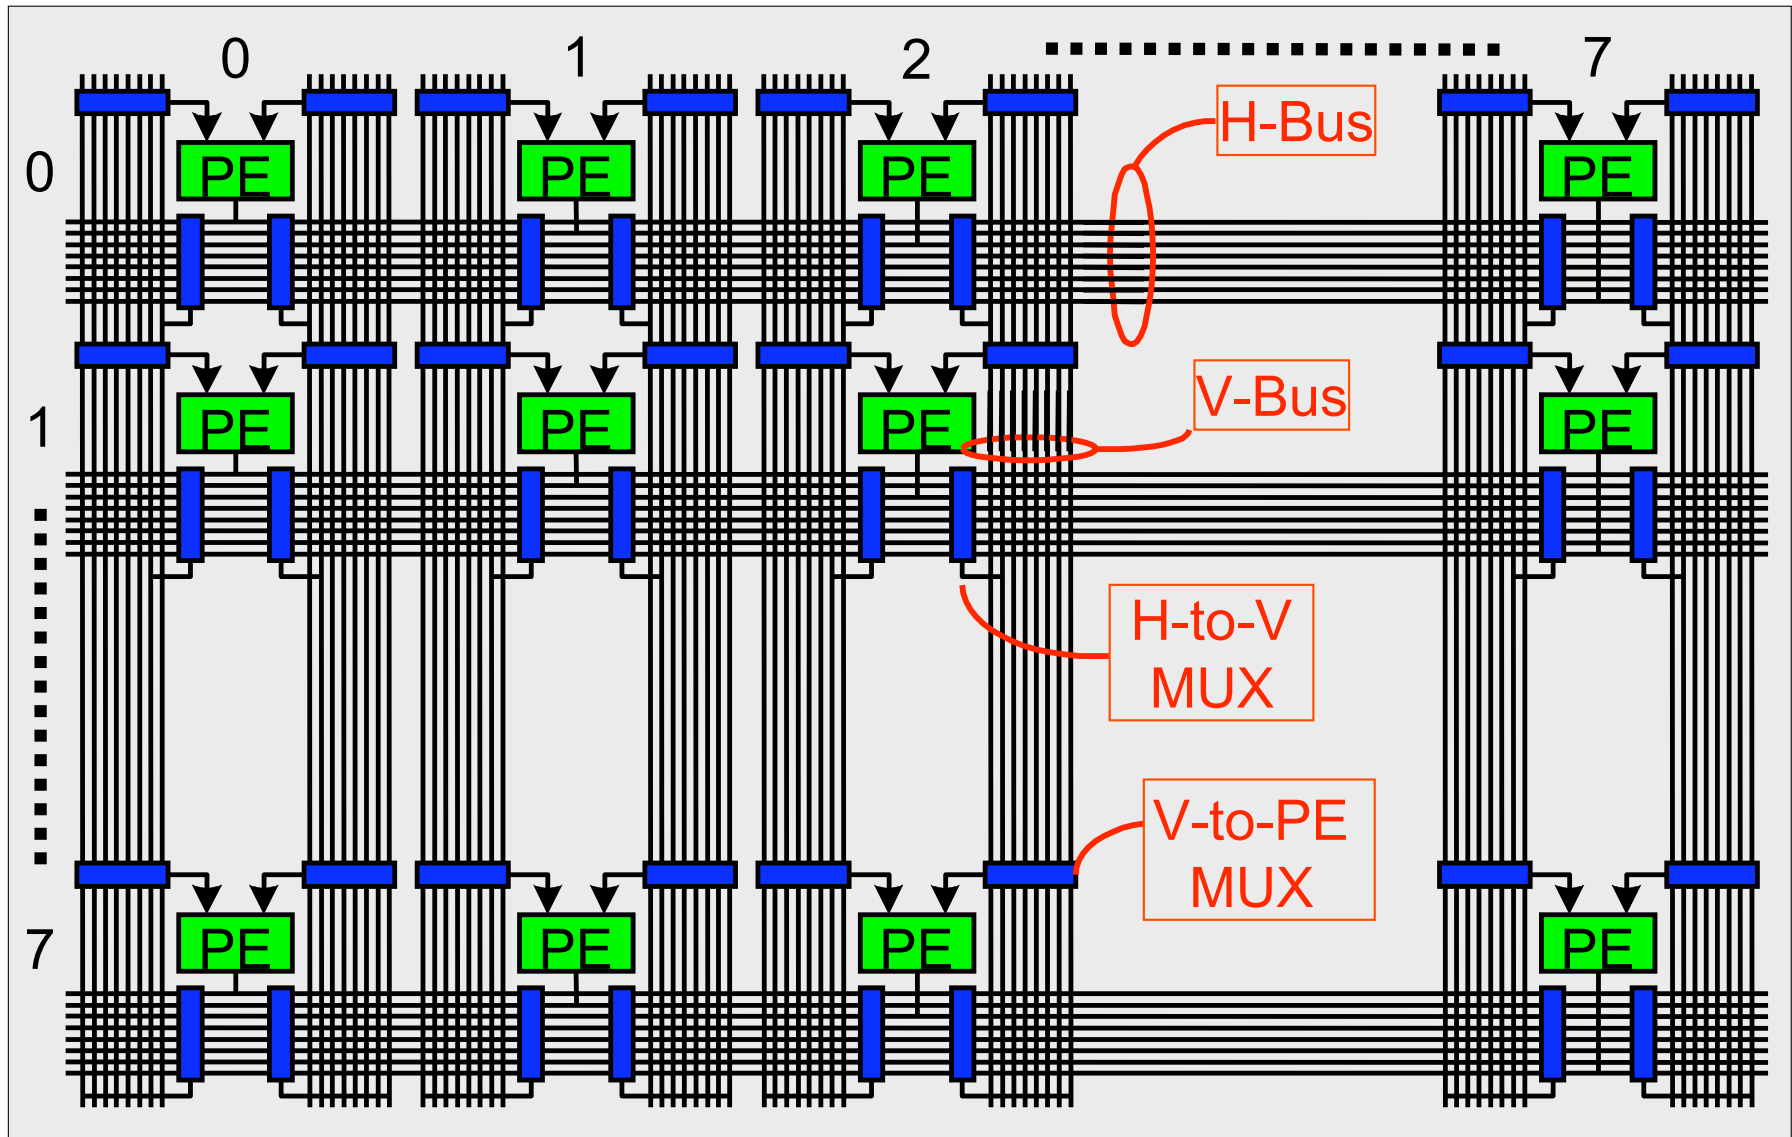 0 1 2 7
H-Bus
0 PE PE PE PE
V-Bus
1 PE PE PE PE
H-to-V
MUX
V-to-PE
MUX
7 PE PE PE PE